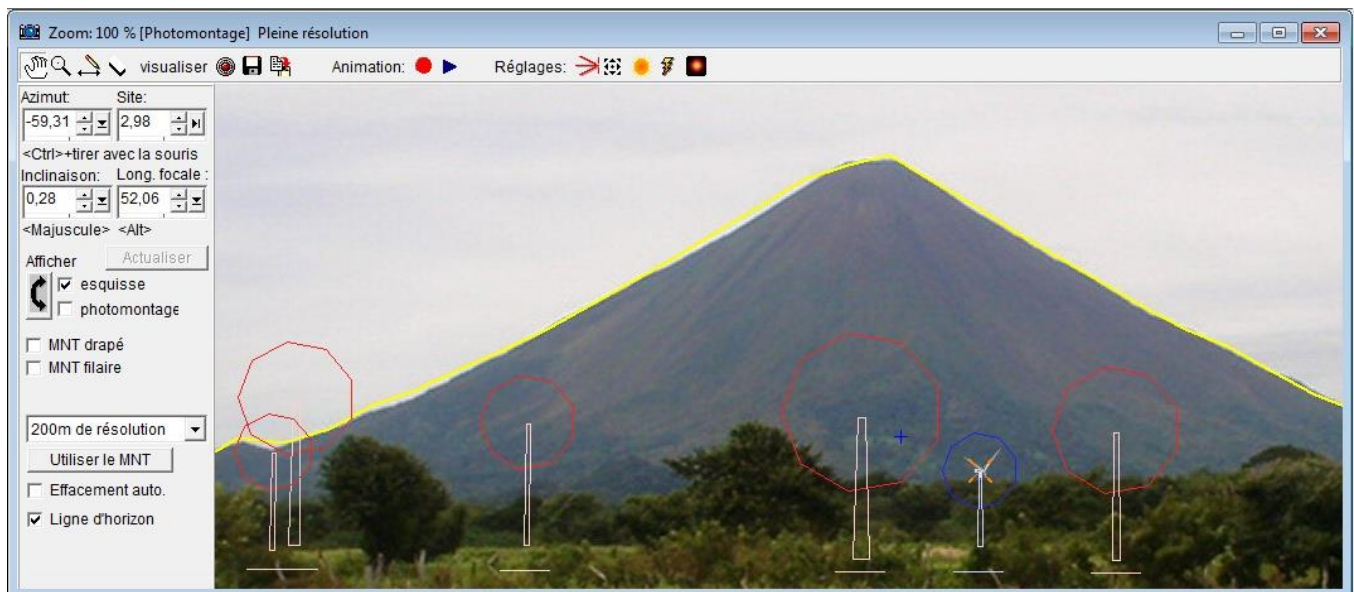 Zoom: 100 % [Photomontage] Pleine résolution
visualiser Animation: Réglages:
Azimut: Site:
-59,31 2,98
<Ctrl>+tirer avec la souris
Inclinaison: Long. focale :
0,28 52,06
<Majuscule> <Alt>
Afficher Actualiser
esquisse
photomontage
MNT drapé
MNT filaire
200m de résolution
Utiliser le MNT
Effacement auto.
Ligne d'horizon